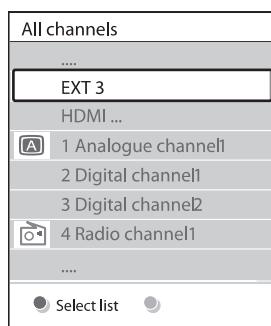 All channels
....
EXT 3
HDMI ...
A 1 Analogue channel1
2 Digital channel1
3 Digital channel2
4 Radio channel1
....
Select list